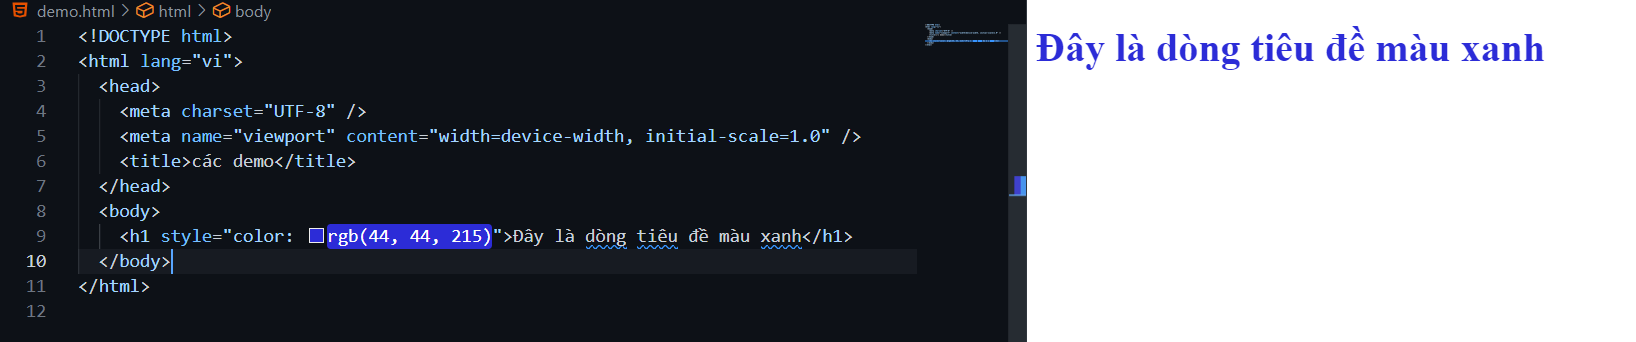 demo.html > html > body
1 <!DOCTYPE html>
2 <html lang="vi">
3 <head>
4 <meta charset="UTF-8" />
5 <meta name="viewport" content="width=device-width, initial-scale=1.0" />
6 <title>các demo</title>
7 </head>
8 <body>
9 <h1 style="color: rgb(44, 44, 215)">Đây là dòng tiêu đề màu xanh</h1>
10 </body>
11 </html>
12
Đây là dòng tiêu đề màu xanh